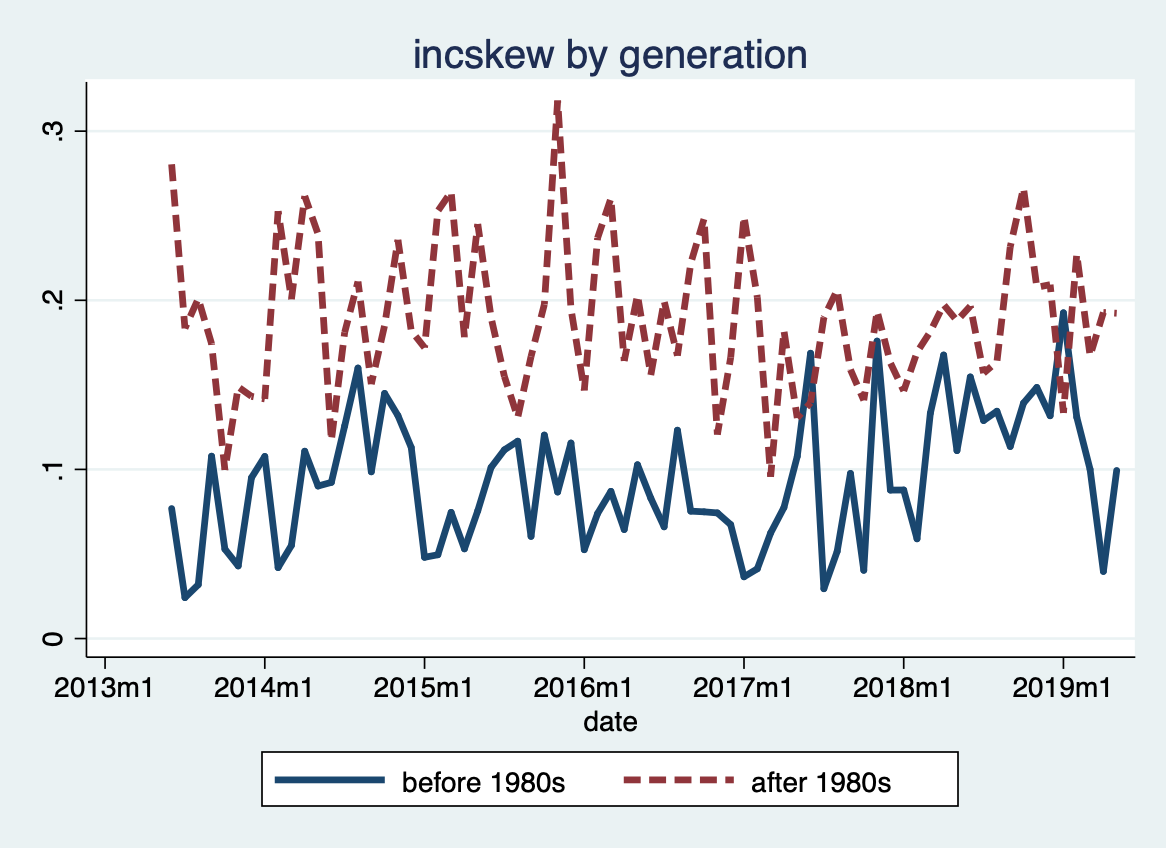 incskew by generation
.3
.2
.1
0
2013m1 2014m1 2015m1 2016m1 2017m1 2018m1 2019m1
date
before 1980s after 1980s